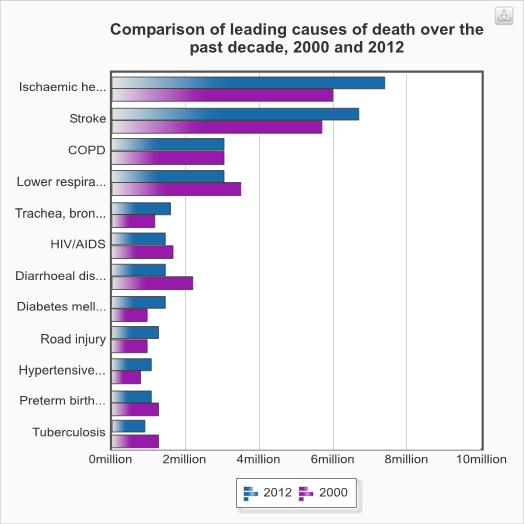 Comparison of leading causes of death over the
past decade, 2000 and 2012
Ischaemic he...
Stroke
COPD
Lower respira...
Trachea, bron...
HIV/AIDS
Diarrhoeal dis...
Diabetes mell...
Road injury
Hypertensive...
Preterm birth...
Tuberculosis
0million 2million 4million 6million 8million 10million
2012 2000